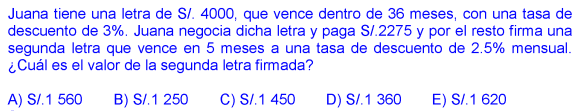 Juana tiene una letra de S/. 4000, que vence dentro de 36 meses, con una tasa de
descuento de 3%. Juana negocia dicha letra y paga S/.2275 y por el resto firma una
segunda letra que vence en 5 meses a una tasa de descuento de 2.5% mensual.
¿Cuál es el valor de la segunda letra firmada?
A) S/.1 560 B) S/.1 250 C) S/.1 450 D) S/.1 360 E) S/.1 620